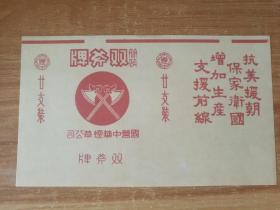 抗美援朝
保家衛國
增加生產
支援前線
廿支裝
双斧牌
國營中華煙草公司
双斧牌
廿支裝